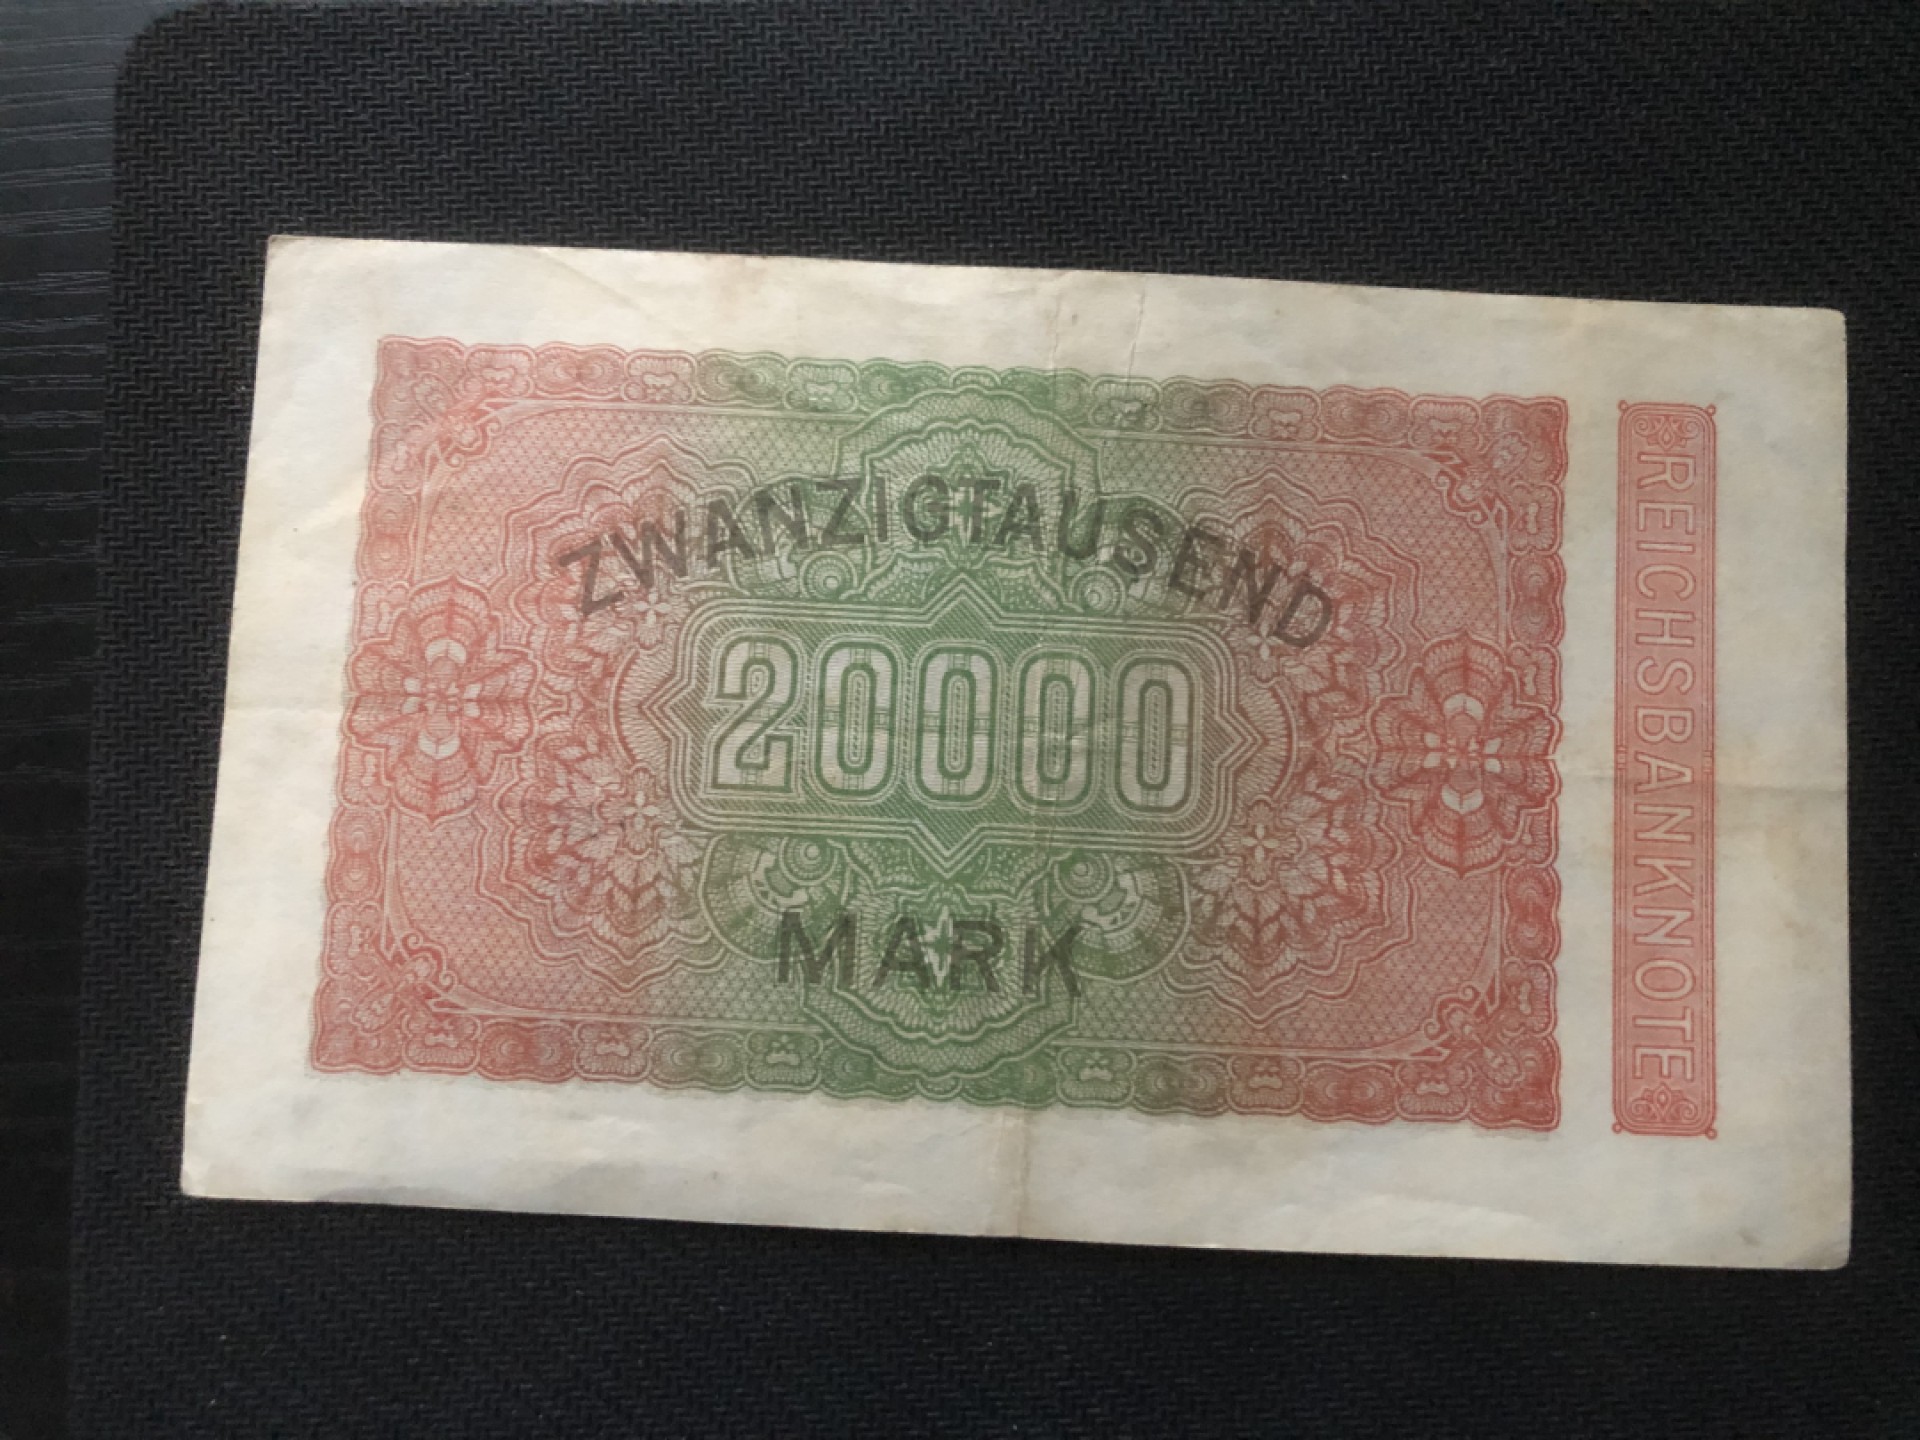 ZWANZIGTAUSEND
20000
MARK
REICHSBANKNOTE